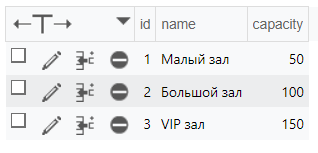 id name capacity
1 Малый зал 50
2 Большой зал 100
3 VIP зал 150